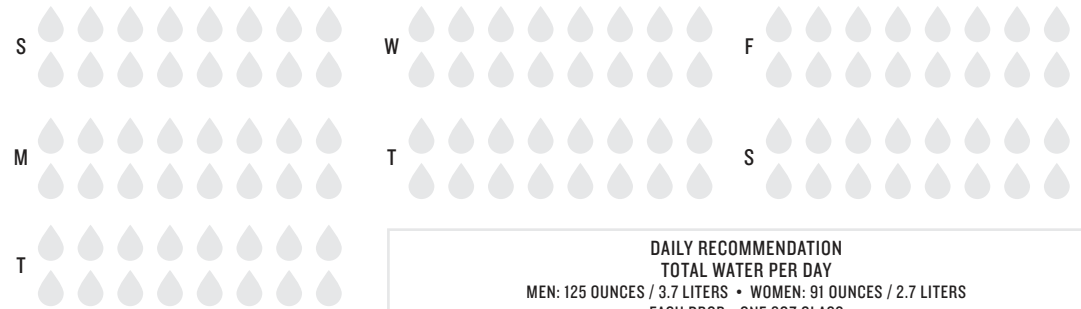 S
M
T
W
T
F
S
DAILY RECOMMENDATION
TOTAL WATER PER DAY
MEN: 125 OUNCES / 3.7 LITERS • WOMEN: 91 OUNCES / 2.7 LITERS